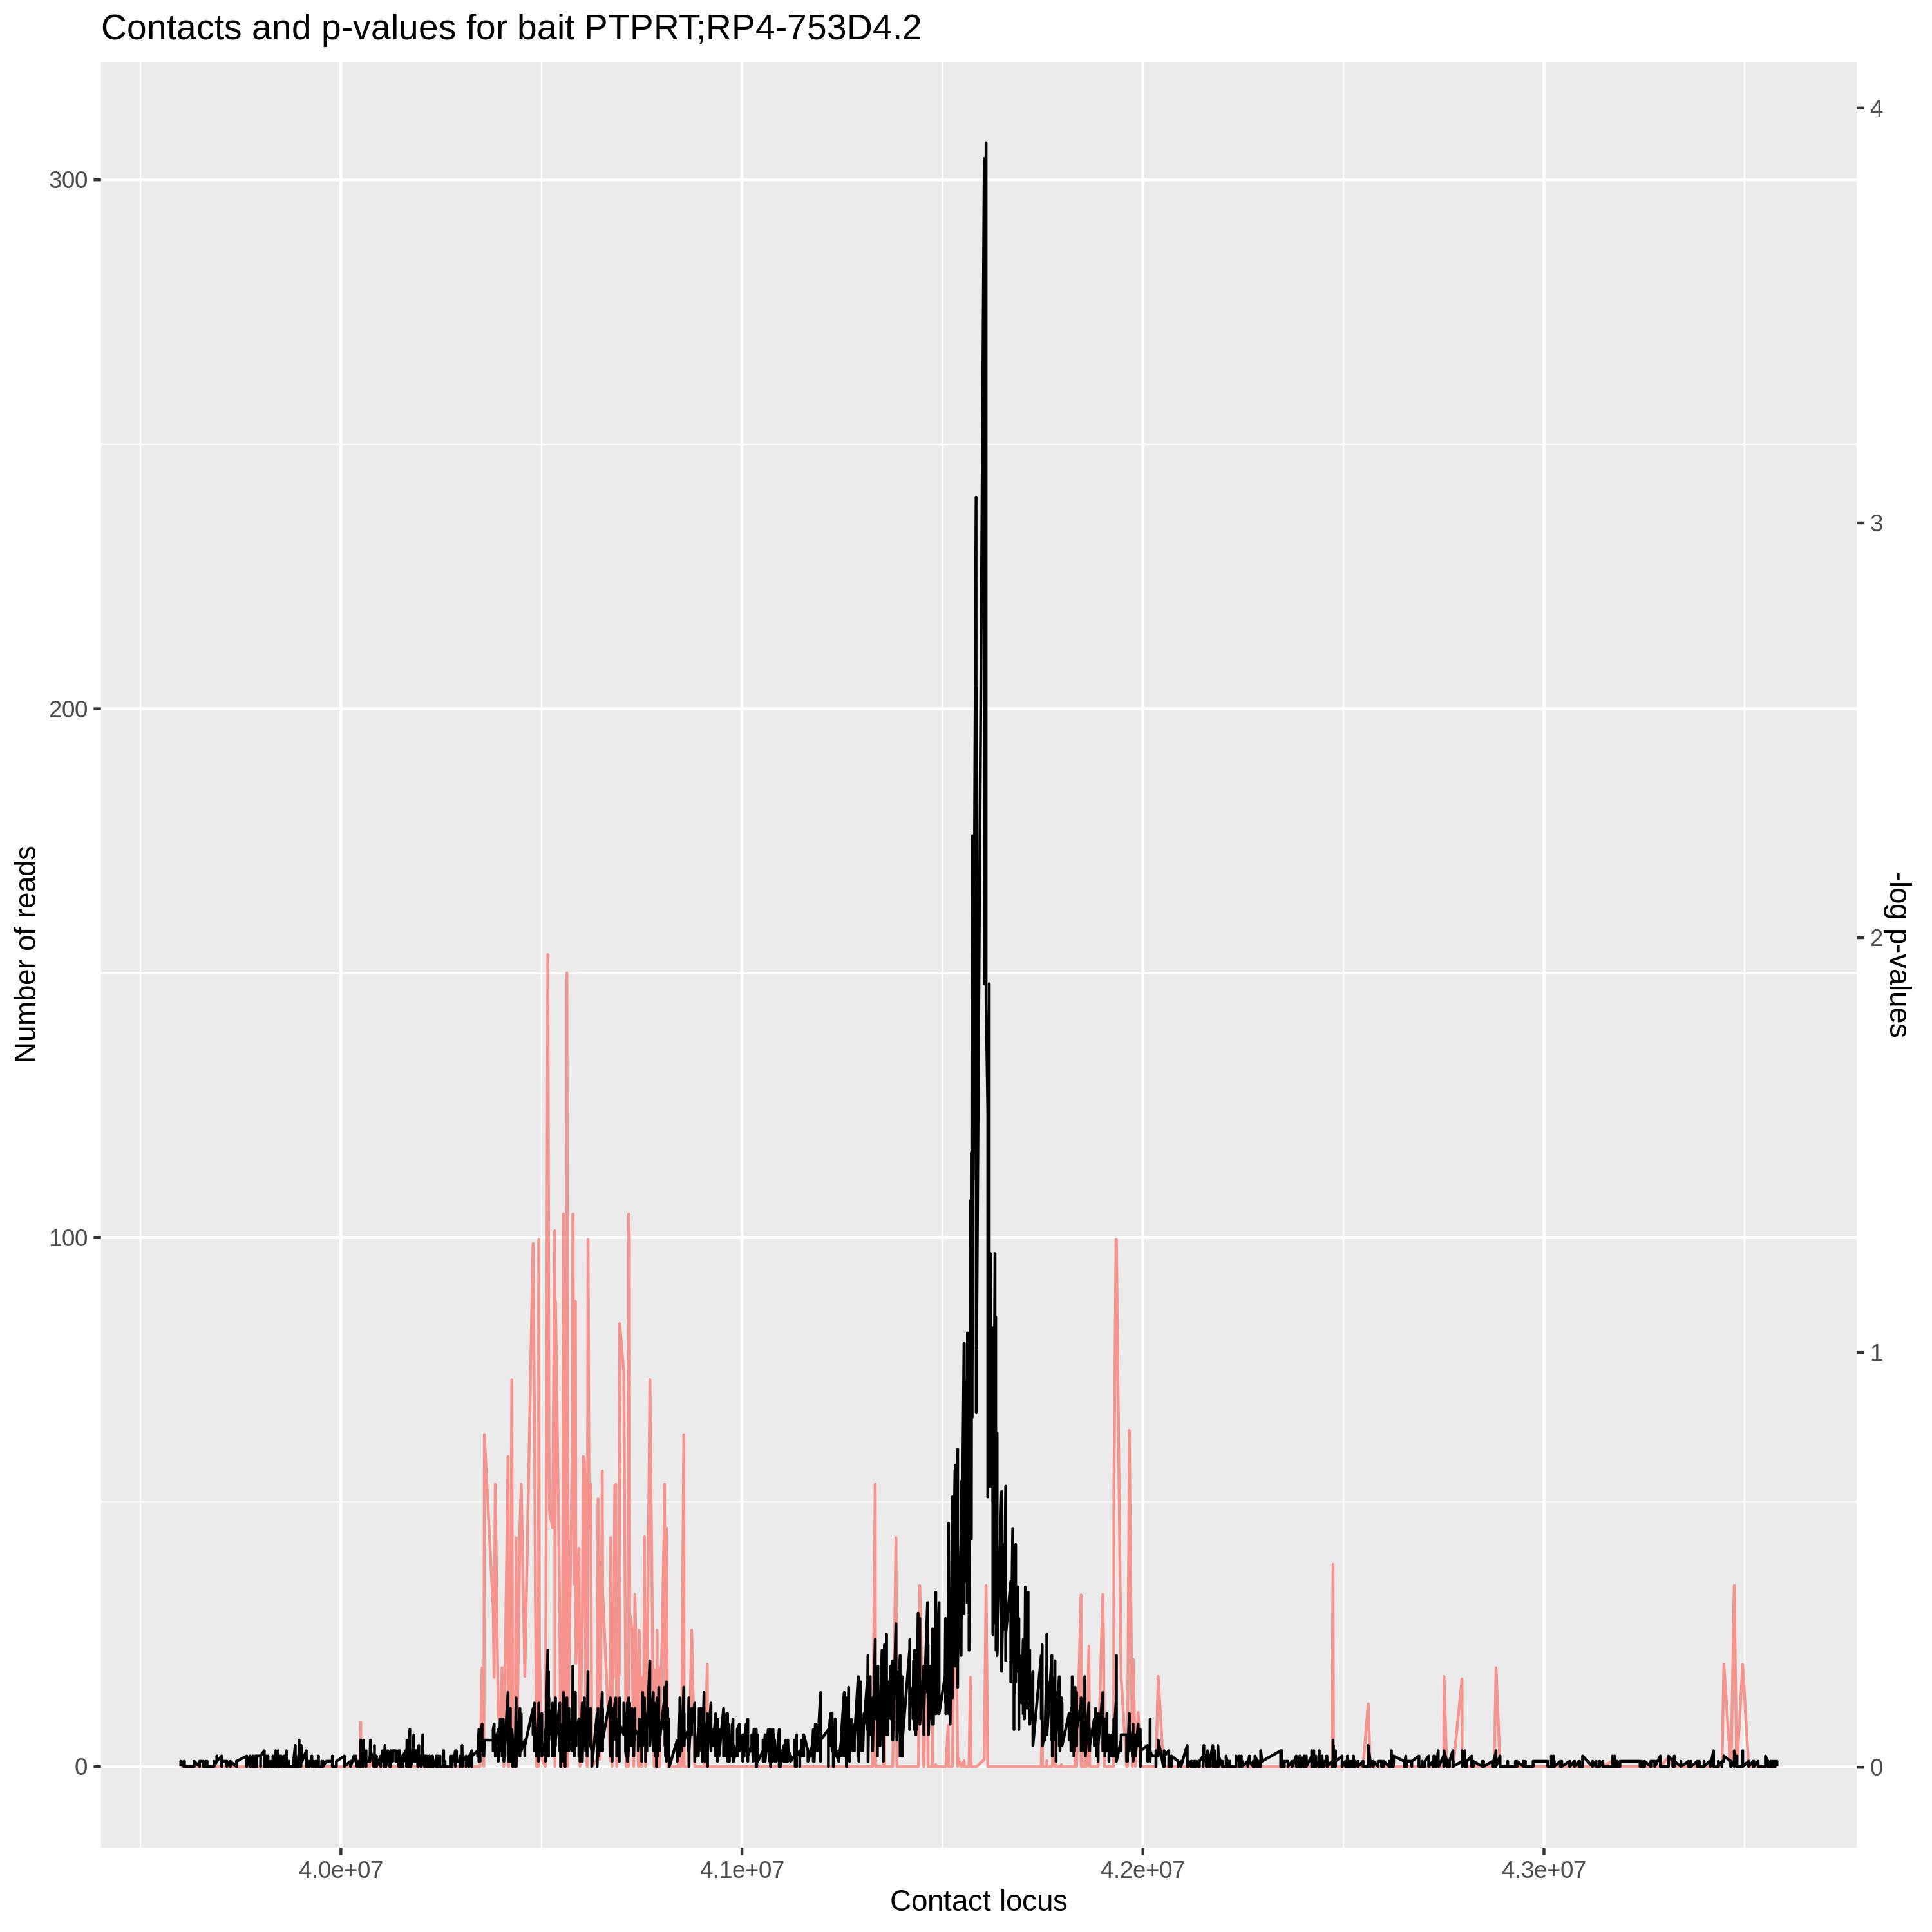 Contacts and p-values for bait PTPRT;RP4-753D4.2
300
200
100
0
Number of reads
4
3
2
1
0
-log p-values
4.0e+07
4.1e+07
4.2e+07
4.3e+07
Contact locus